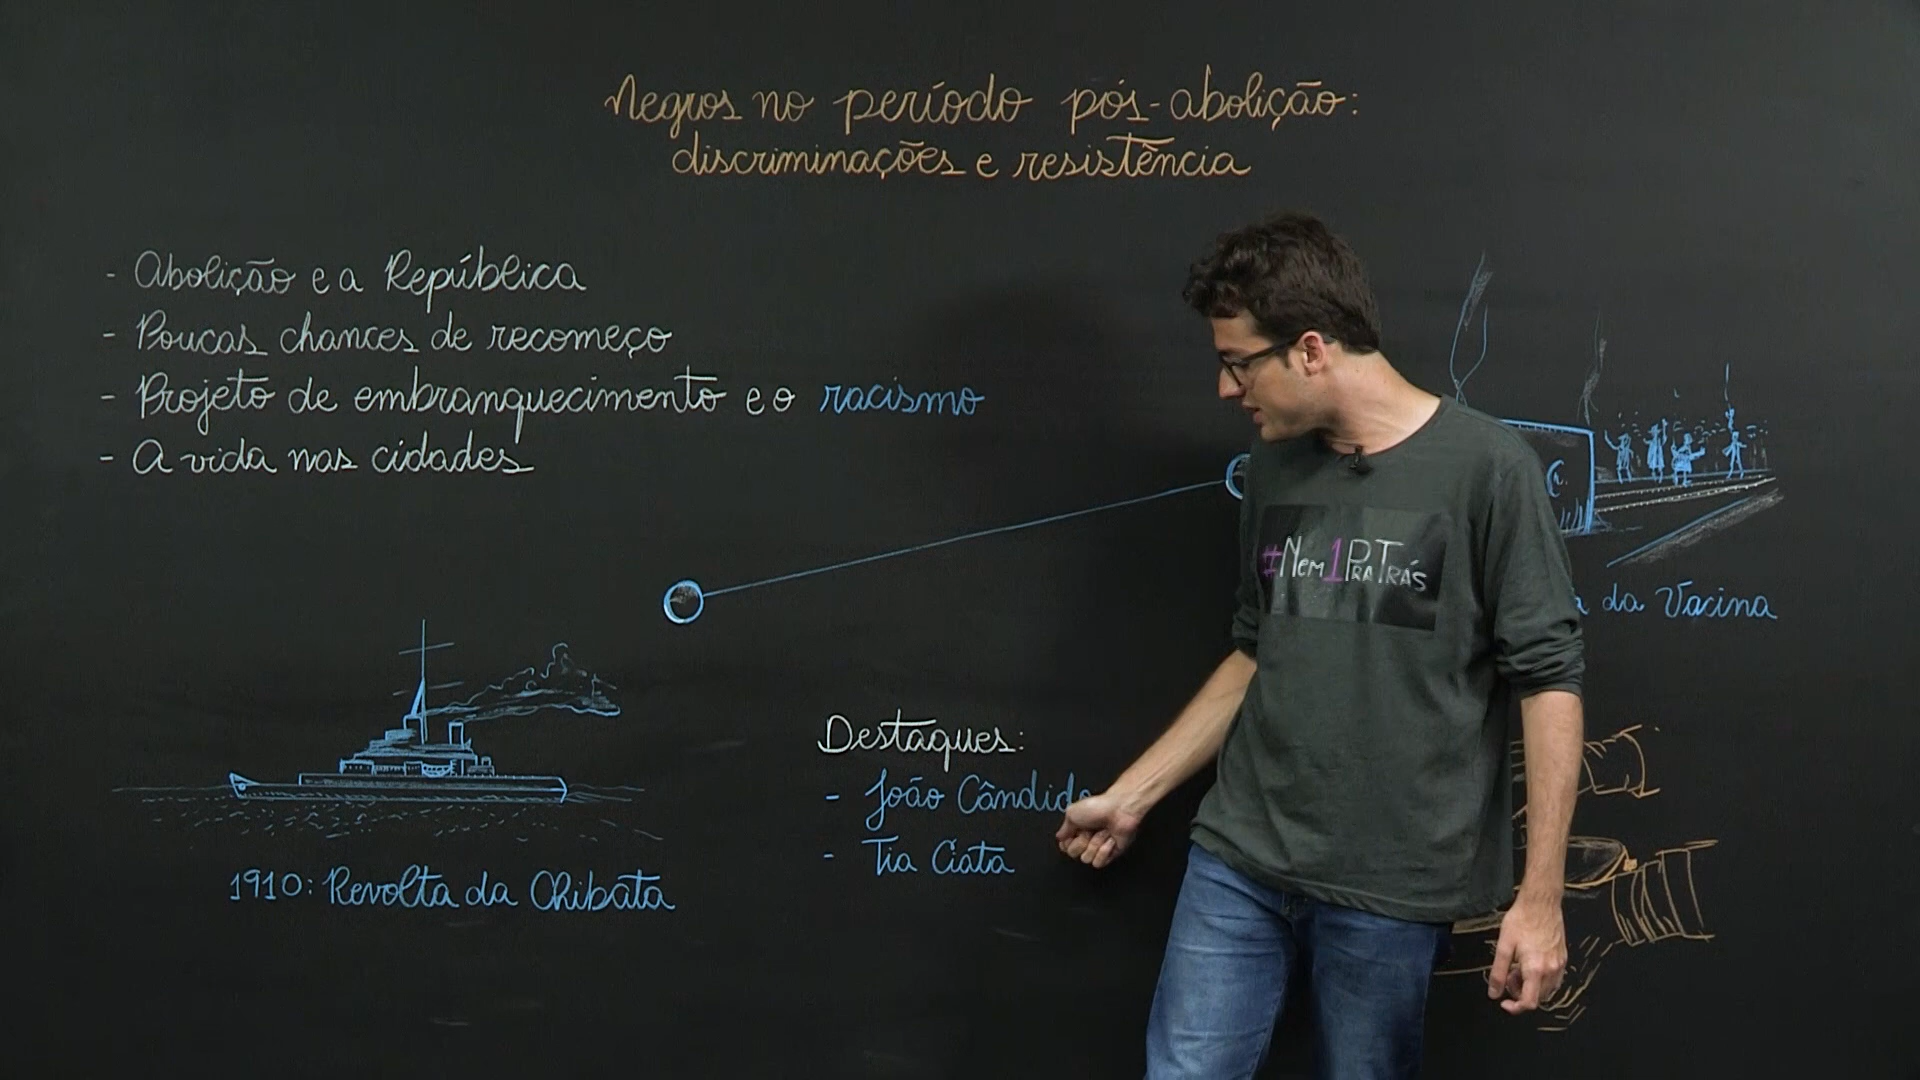 Negros no período pós-abolição:
discriminações e resistência
- Abolição e a República
- Poucas chances de recomeço
- Projeto de embranquecimento e o racismo
- A vida nas cidades
#Nem1PraTrás
da Vacina
Destaques:
- João Cândido
- Tia Ciata
1910: Revolta da Chibata